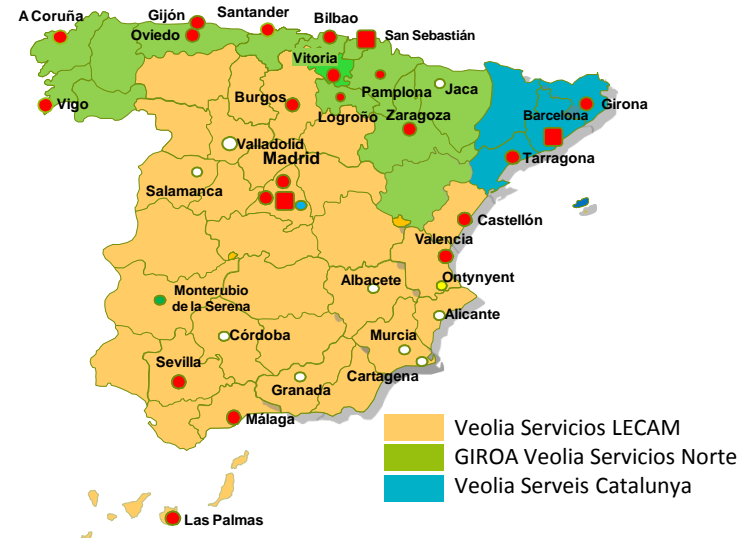 Santander
A Coruña
Gijón
Bilbao
Oviedo
San Sebastián
Vitoria
Vigo
Burgos
Pamplona
Jaca
Logroño
Zaragoza
Girona
Barcelona
Valladolid
Madrid
Tarragona
Salamanca
Castellón
Valencia
Albacete
Ontynyent
Monterubio
de la Serena
Alicante
Córdoba
Murcia
Sevilla
Cartagena
Granada
Málaga
Veolia Servicios LECAM
GIROA Veolia Servicios Norte
Veolia Serveis Catalunya
Las Palmas